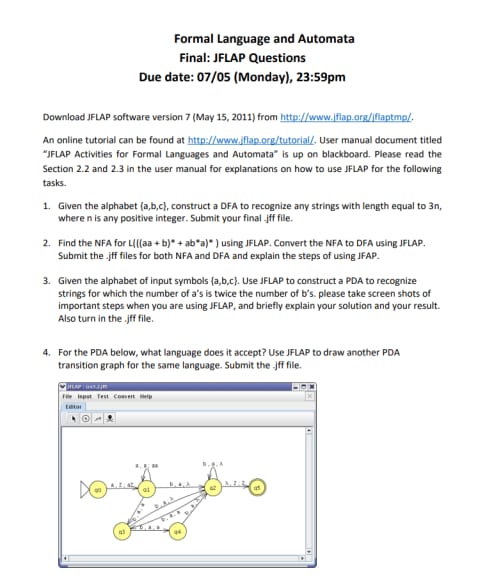 Formal Language and Automata
Final: JFLAP Questions
Due date: 07/05 (Monday), 23:59pm
Download JFLAP software version 7 (May 15, 2011) from http://www.jflap.org/jflaptmp/.
An online tutorial can be found at http://www.jflap.org/tutorial/. User manual document titled
"JFLAP Activities for Formal Languages and Automata" is up on blackboard. Please read the
Section 2.2 and 2.3 in the user manual for explanations on how to use JFLAP for the following
tasks.
1. Given the alphabet {a,b,c}, construct a DFA to recognize any strings with length equal to 3n,
where n is any positive integer. Submit your final .jff file.
2. Find the NFA for L(((aa + b)* + ab*a)* ) using JFLAP. Convert the NFA to DFA using JFLAP.
Submit the .jff files for both NFA and DFA and explain the steps of using JFAP.
3. Given the alphabet of input symbols {a,b,c}. Use JFLAP to construct a PDA to recognize
strings for which the number of a's is twice the number of b's. please take screen shots of
important steps when you are using JFLAP, and briefly explain your solution and your result.
Also turn in the .jff file.
4. For the PDA below, what language does it accept? Use JFLAP to draw another PDA
transition graph for the same language. Submit the .jff file.
JFLAP :
File Input Test Convert Help
Editor
a, a; aa
b, a; λ
q0
q1
b, a; λ
q2
λ, Z; Z
q5
q3
b, a; a
q4